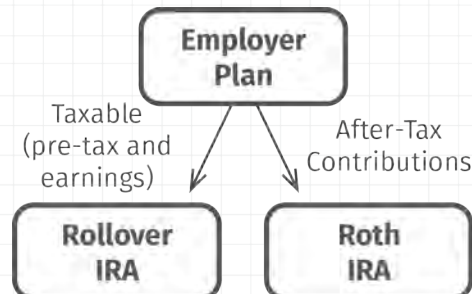 Employer
Plan
Taxable
(pre-tax and
earnings)
After-Tax
Contributions
Rollover
IRA
Roth
IRA